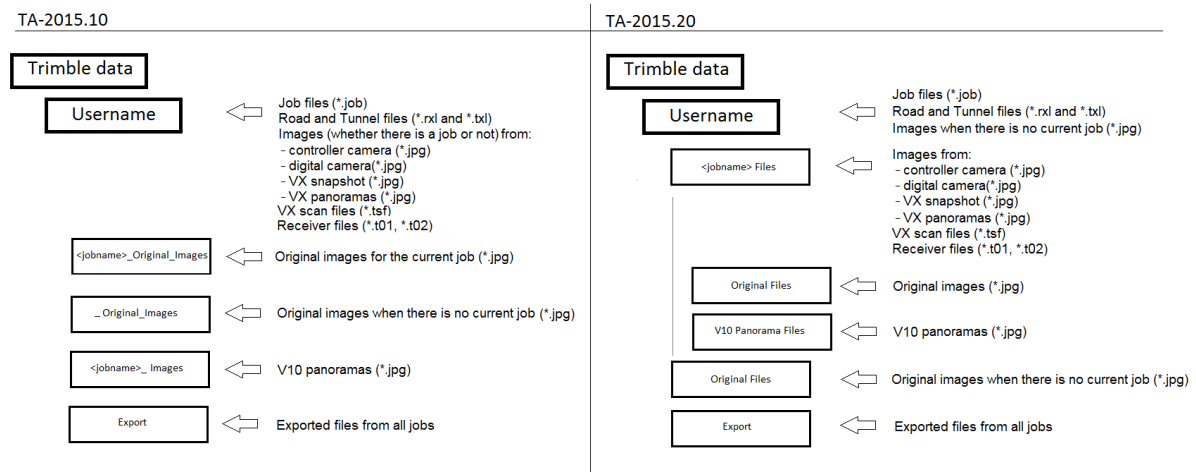 TA-2015.10
Trimble data
Username
Job files (*.job)
Road and Tunnel files (*.rxl and *.txl)
Images (whether there is a job or not) from:
- controller camera (*.jpg)
- digital camera(*.jpg)
- VX snapshot (*.jpg)
- VX panoramas (*.jpg)
VX scan files (*.tsf)
Receiver files (*.t01, *.t02)
<jobname>_Original_Images
Original images for the current job (*.jpg)
_ Original_Images
Original images when there is no current job (*.jpg)
<jobname>_ Images
V10 panoramas (*.jpg)
Export
Exported files from all jobs
TA-2015.20
Trimble data
Username
Job files (*.job)
Road and Tunnel files (*.rxl and *.txl)
Images when there is no current job (*.jpg)
<jobname> Files
Images from:
- controller camera (*.jpg)
- digital camera(*.jpg)
- VX snapshot (*.jpg)
- VX panoramas (*.jpg)
VX scan files (*.tsf)
Receiver files (*.t01, *.t02)
Original Files
Original images (*.jpg)
V10 Panorama Files
V10 panoramas (*.jpg)
Original Files
Original images when there is no current job (*.jpg)
Export
Exported files from all jobs